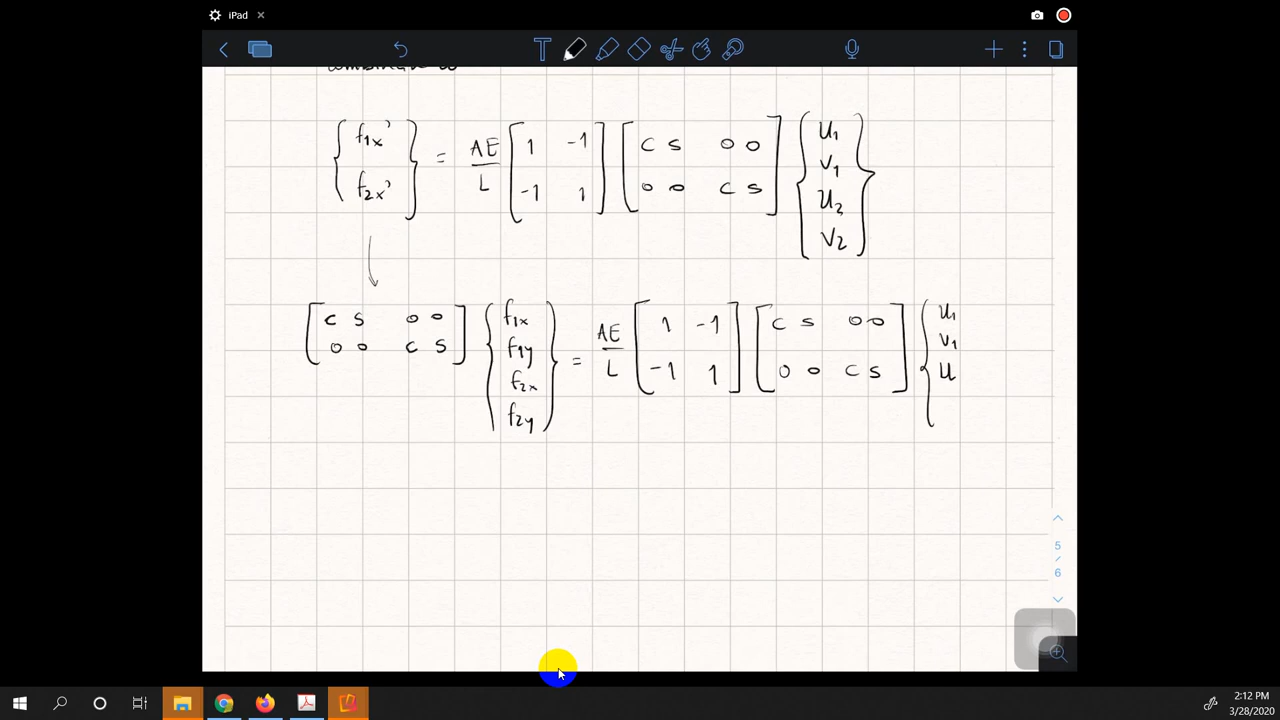 iPad
{ f1x' f2x' } = AE/L [ 1 -1 -1 1 ] [ C S 0 0 0 0 C S ] { u1 v1 u2 v2 }
[ C S 0 0 0 0 C S ] { f1x f1y f2x f2y } = AE/L [ 1 -1 -1 1 ] [ C S 0 0 0 0 C S ] { u1 v1 u
5
/
6
2:12 PM
3/28/2020